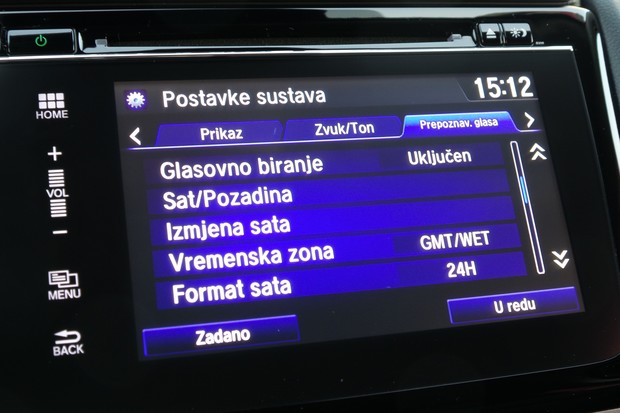 Postavke sustava 15:12
HOME
Prikaz Zvuk/Ton Prepoznav. glasa
+
VOL
-
Glasovno biranje Uključen
Sat/Pozadina
Izmjena sata
Vremenska zona GMT/WET
Format sata 24H
MENU
BACK
Zadano U redu